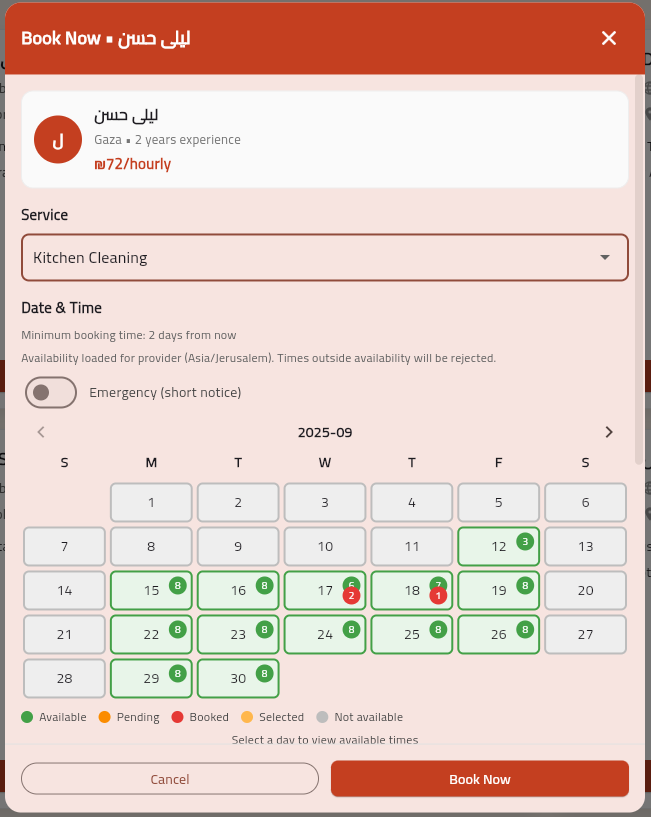 Book Now • ليلى حسن
ل
ليلى حسن
Gaza • 2 years experience
₪72/hourly
Service
Kitchen Cleaning
Date & Time
Minimum booking time: 2 days from now
Availability loaded for provider (Asia/Jerusalem). Times outside availability will be rejected.
Emergency (short notice)
2025-09
S M T W T F S
1 2 3 4 5 6
7 8 9 10 11 12 3 13
14 15 8 16 8 17 2 18 7 1 19 8 20
21 22 8 23 8 24 8 25 8 26 8 27
28 29 8 30 8
Available Pending Booked Selected Not available
Select a day to view available times
Cancel Book Now